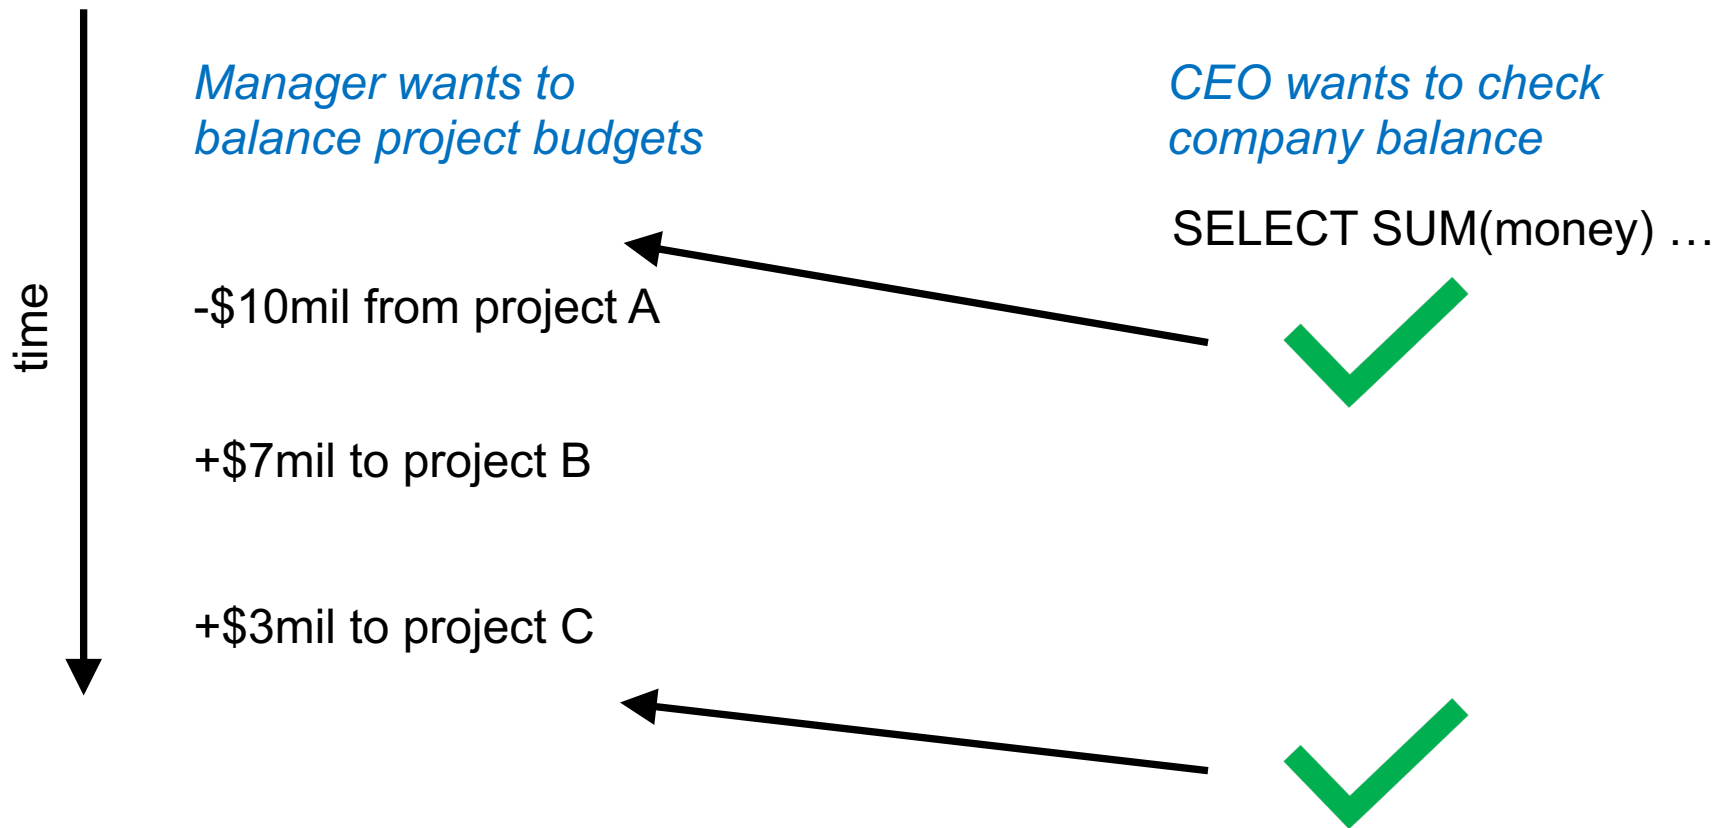 Manager wants to
balance project budgets
CEO wants to check
company balance
SELECT SUM(money) …
time
-$10mil from project A
+$7mil to project B
+$3mil to project C